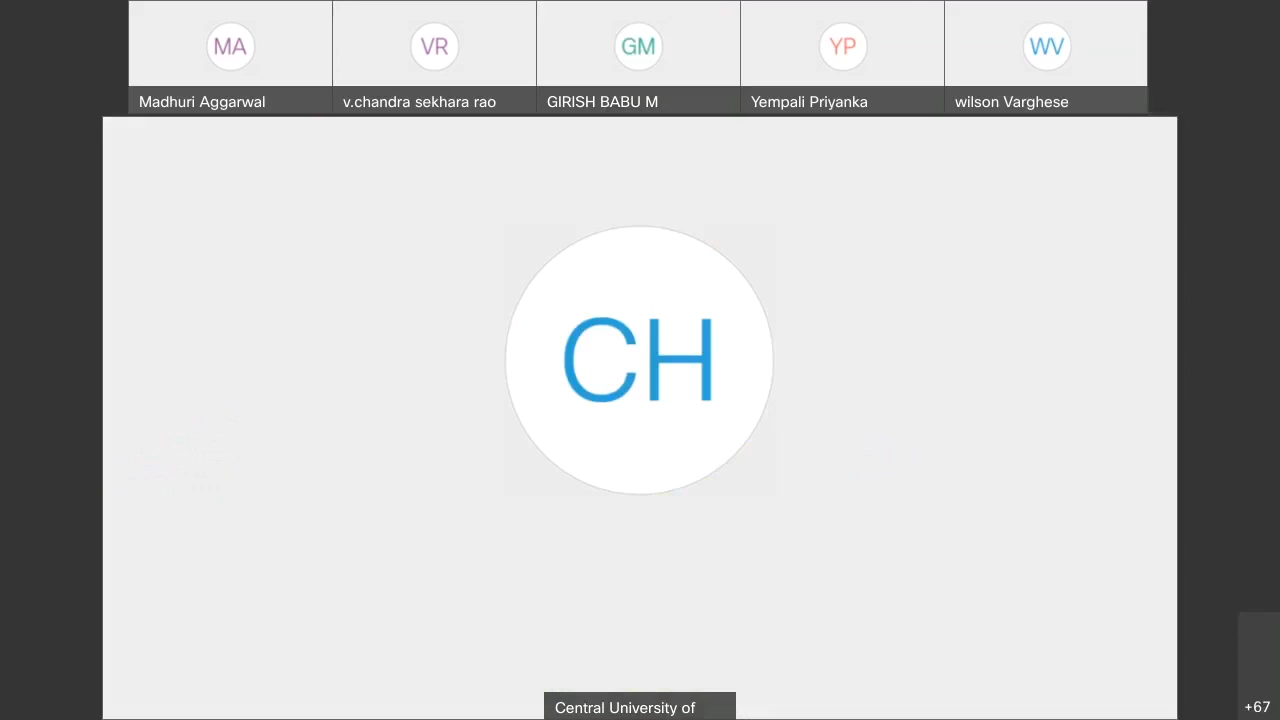 MA
VR
GM
YP
WV
Madhuri Aggarwal
v.chandra sekhara rao
GIRISH BABU M
Yempali Priyanka
wilson Varghese
CH
Central University of
+67